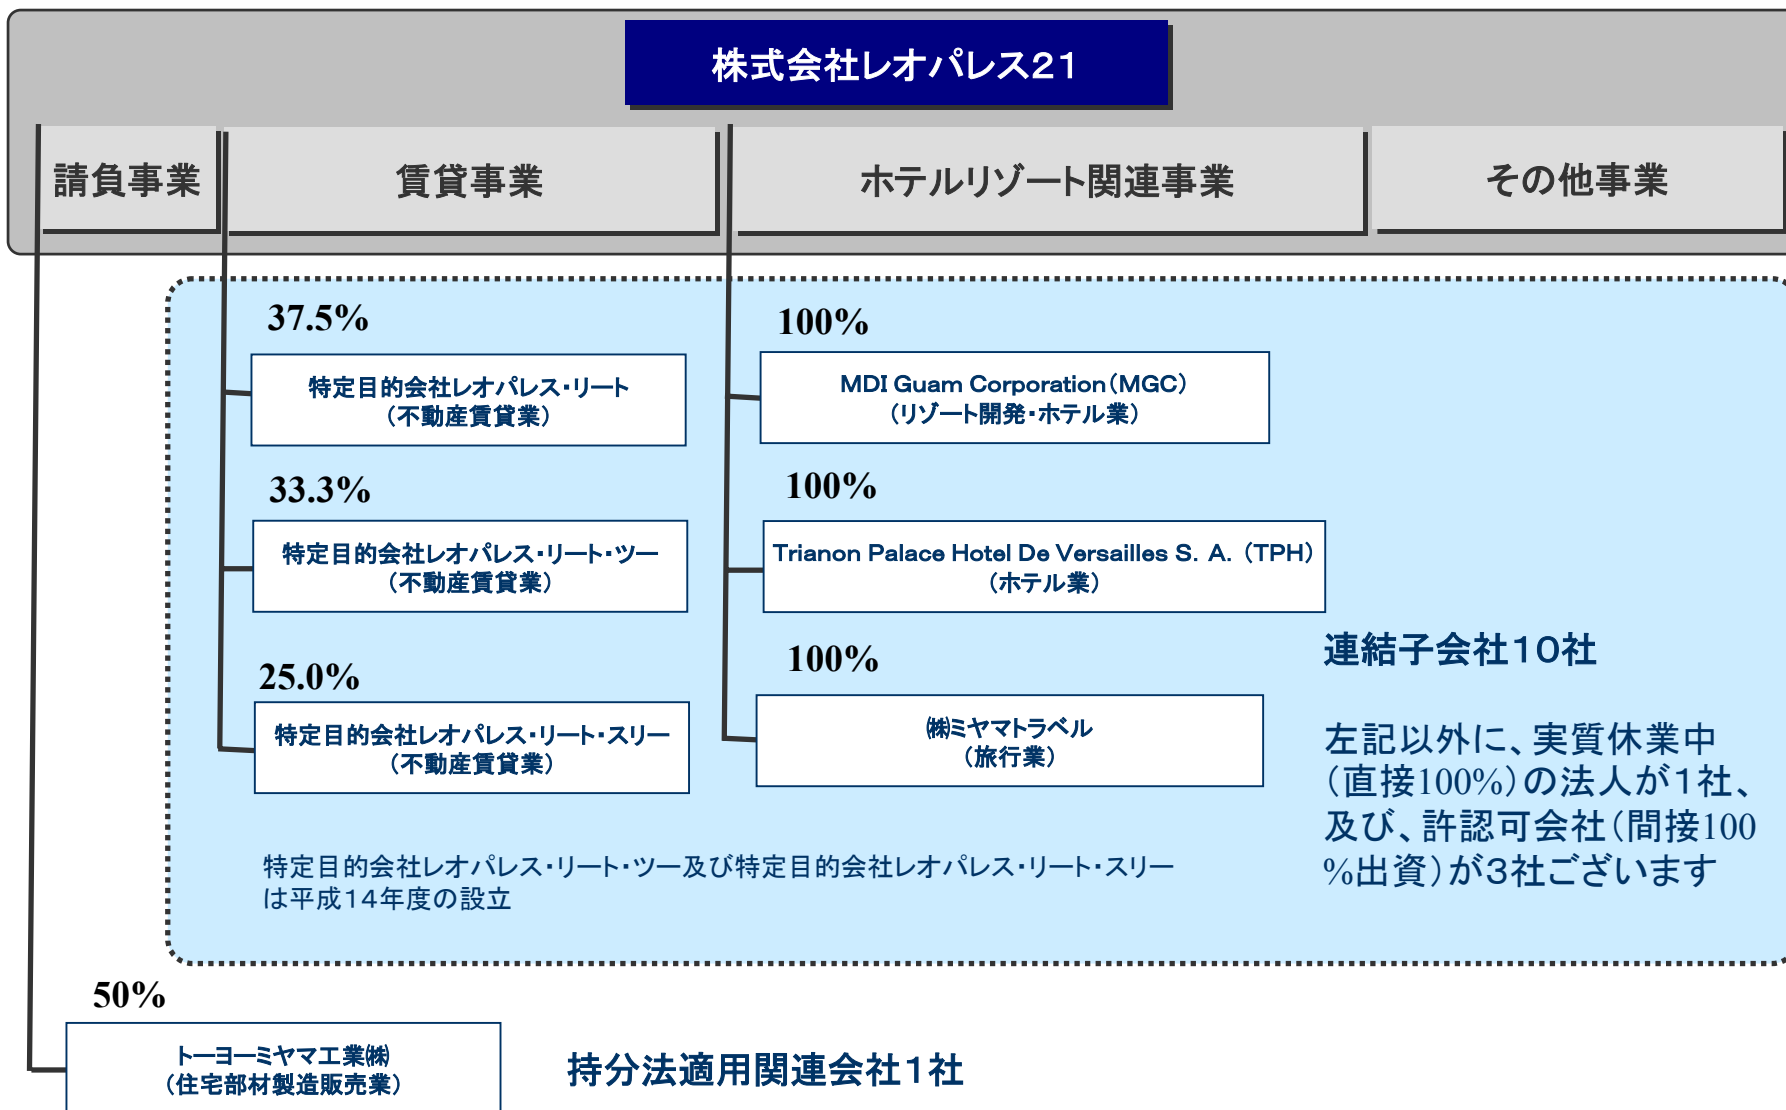 株式会社レオパレス21
請負事業
賃貸事業
ホテルリゾート関連事業
その他事業
37.5%
特定目的会社レオパレス・リート
(不動産賃貸業)
33.3%
特定目的会社レオパレス・リート・ツー
(不動産賃貸業)
25.0%
特定目的会社レオパレス・リート・スリー
(不動産賃貸業)
100%
MDI Guam Corporation(MGC)
(リゾート開発・ホテル業)
100%
Trianon Palace Hotel De Versailles S. A. (TPH)
(ホテル業)
100%
㈱ミヤマトラベル
(旅行業)
連結子会社10社
左記以外に、実質休業中
(直接100%)の法人が1社、
及び、許認可会社(間接100
%出資)が3社ございます
特定目的会社レオパレス・リート・ツー及び特定目的会社レオパレス・リート・スリー
は平成14年度の設立
50%
トーヨーミヤマ工業㈱
(住宅部材製造販売業)
持分法適用関連会社1社